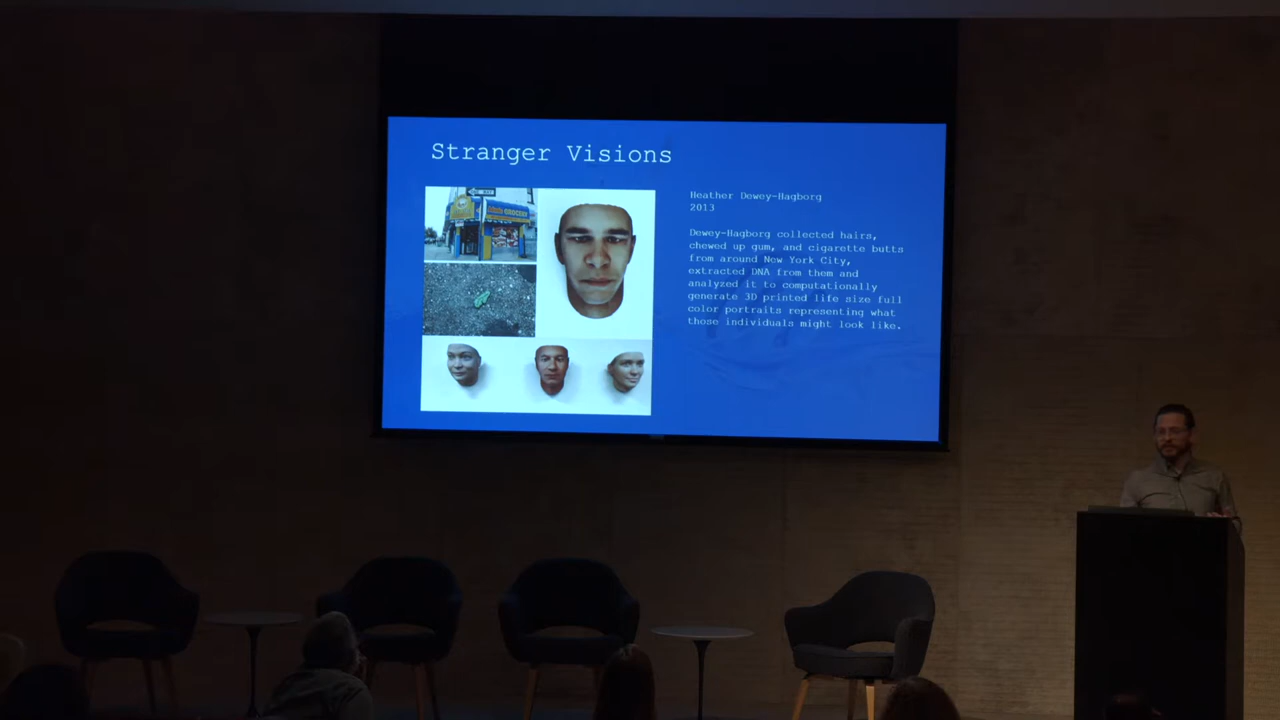 Stranger Visions
Heather Dewey-Hagborg
2013
Dewey-Hagborg collected hairs,
chewed up gum, and cigarette butts
from around New York City,
extracted DNA from them and
analyzed it to computationally
generate 3D printed life size full
color portraits representing what
those individuals might look like.